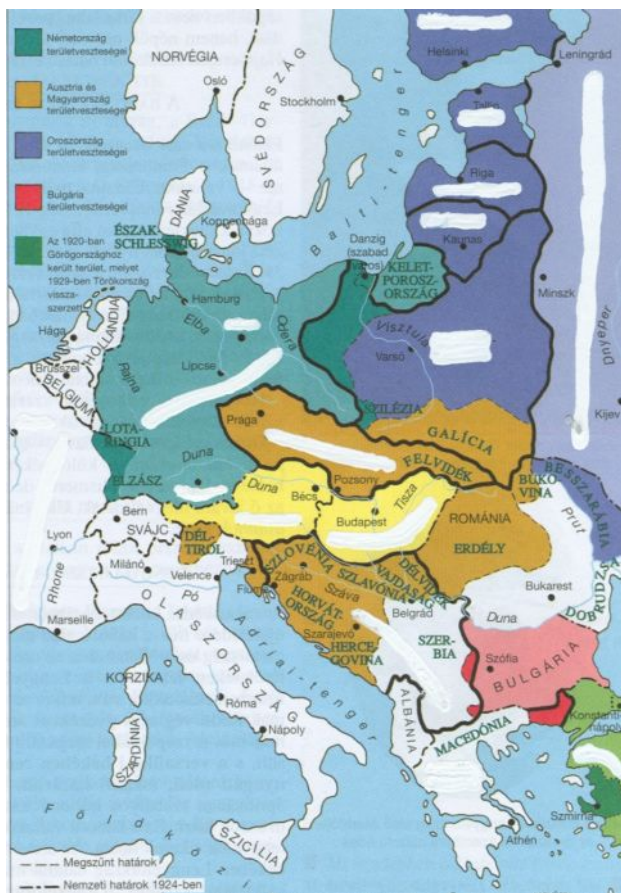 Németország
területveszteségei
Ausztria és
Magyarország
területveszteségei
Oroszország
területveszteségei
Bulgária
területveszteségei
Az 1920-ban
Görögországhoz
került terület, melyet
1929-ben Törökország
vissza-
szerzett
NORVÉGIA
Osló
SVÉDORSZÁG
Stockholm
Helsinki
Leningrád
Riga
Balti-tenger
DÁNIA
Koppenhága
ÉSZAK-
SCHLESWIG
Kaunas
Danzig (szabad
KELET-
POROSZ-
ORSZÁG
Minszk
Dnyeper
Hamburg
Elba
Odera
Visztula
Varsó
Hága
HOLLANDIA
Brüsszel
BELGIUM
Rajna
Lipcse
SZILÉZIA
Kijev
LOTA-
RINGIA
ELZÁSZ
Prága
GALÍCIA
FELVIDÉK
Duna
Duna
Bécs
Pozsony
Tisza
Budapest
BUKO-
VINA
BESSZARÁBIA
Prut
Bern
SVÁJC
DÉL-
TIROL
ROMÁNIA
ERDÉLY
Lyon
Rhone
Milánó
Velence
Trieszt
Fiume
SZLOVÉNIA
Zágráb
SZLAVÓNIA
DÉLVIDÉK
VAJDASÁG
HORVÁT-
ORSZÁG
Száva
Pó
Marseille
OLASZORSZÁG
Adriai-tenger
Szarajevó
HERCE-
GOVINA
Belgrád
SZER-
BIA
Bukarest
Duna
DOBRUDZSA
Szófia
BULGÁRIA
KORZIKA
Róma
Nápoly
ALBÁNIA
MACEDÓNIA
Konstanti-
nápoly
SZARDÍNIA
Szmirna
Földközi
SZICÍLIA
Athén
Megszűnt határok
Nemzeti határok 1924-ben